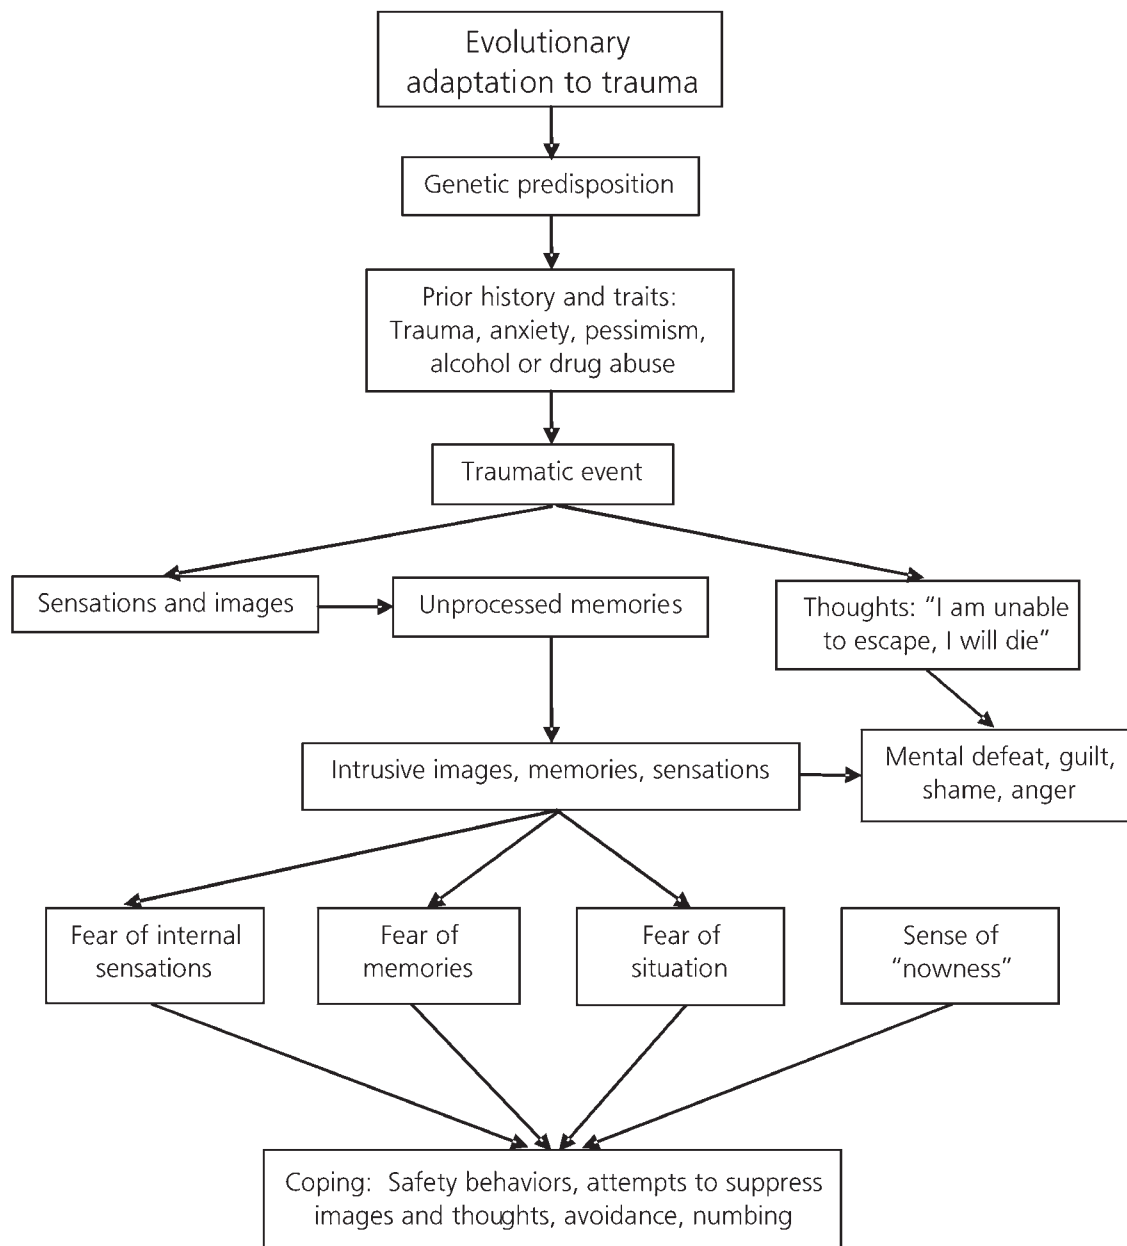 Evolutionary
adaptation to trauma
Genetic predisposition
Prior history and traits:
Trauma, anxiety, pessimism,
alcohol or drug abuse
Traumatic event
Sensations and images
Unprocessed memories
Thoughts: “I am unable
to escape, I will die”
Intrusive images, memories, sensations
Mental defeat, guilt,
shame, anger
Fear of internal
sensations
Fear of
memories
Fear of
situation
Sense of
“nowness”
Coping: Safety behaviors, attempts to suppress
images and thoughts, avoidance, numbing